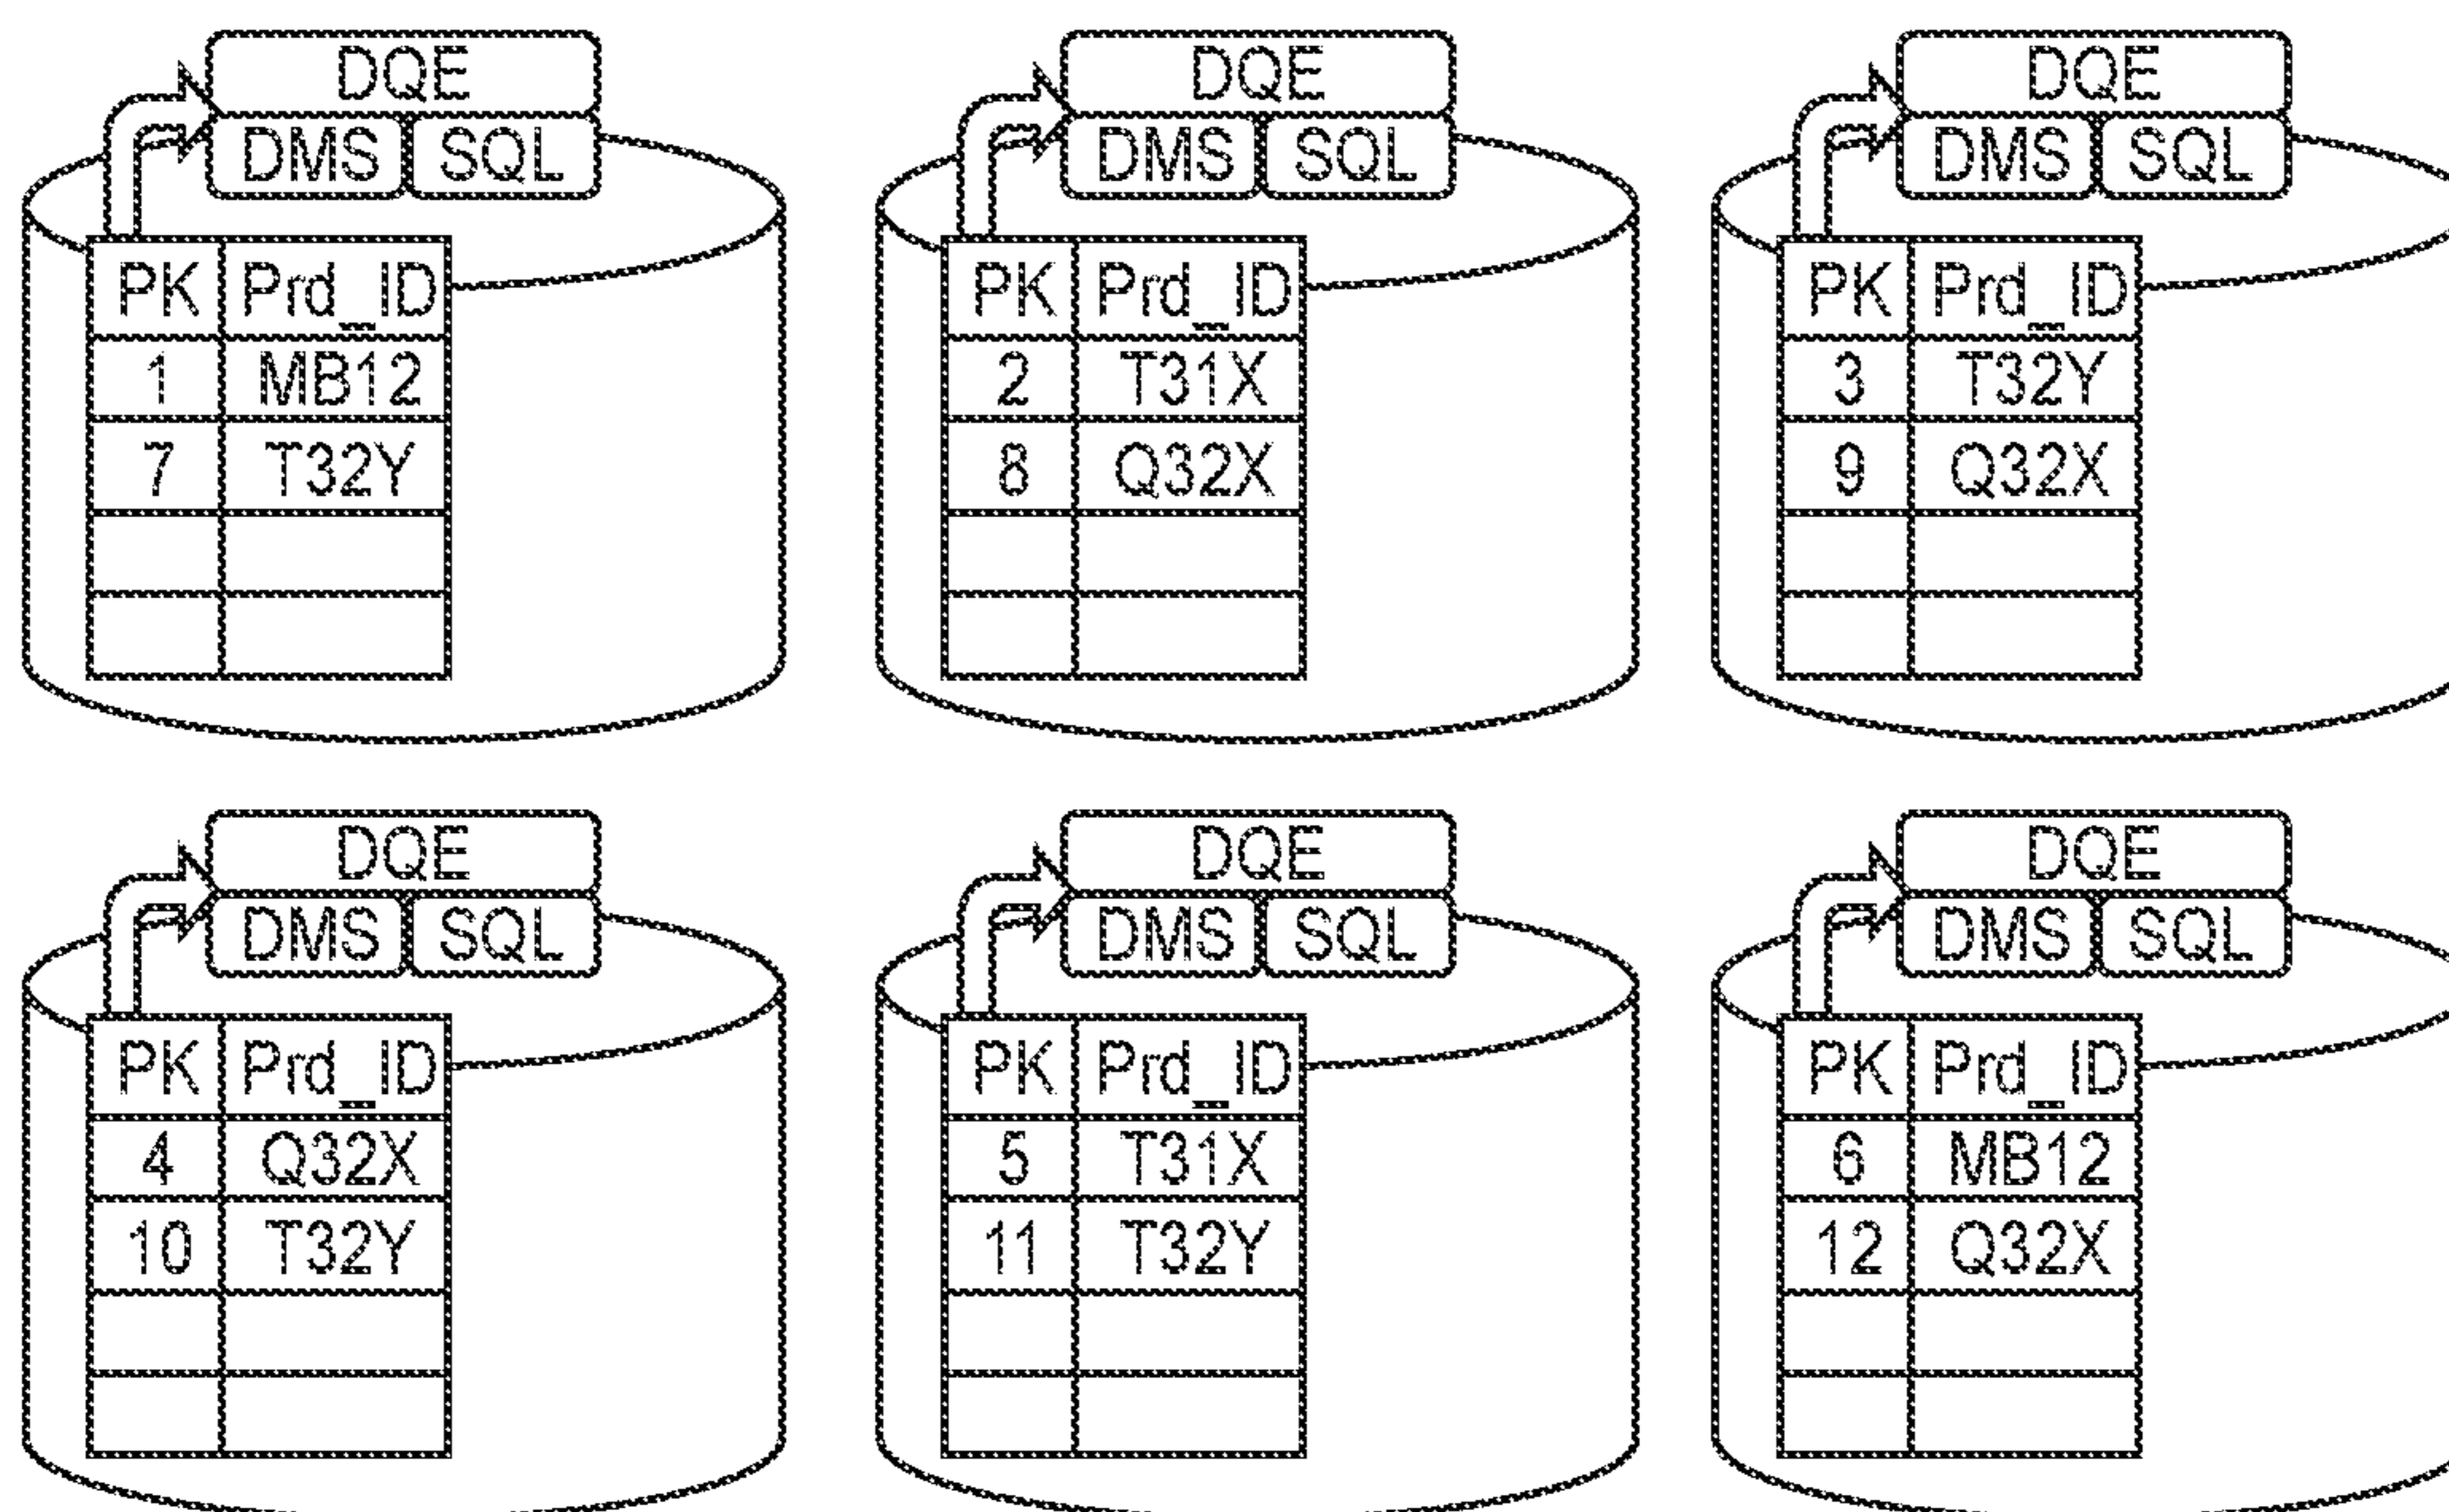 DQE
DMS SQL
PK Prd_ID
1 MB12
7 T32Y
DQE
DMS SQL
PK Prd_ID
2 T31X
8 Q32X
DQE
DMS SQL
PK Prd_ID
3 T32Y
9 Q32X
DQE
DMS SQL
PK Prd_ID
4 Q32X
10 T32Y
DQE
DMS SQL
PK Prd_ID
5 T31X
11 T32Y
DQE
DMS SQL
PK Prd_ID
6 MB12
12 Q32X